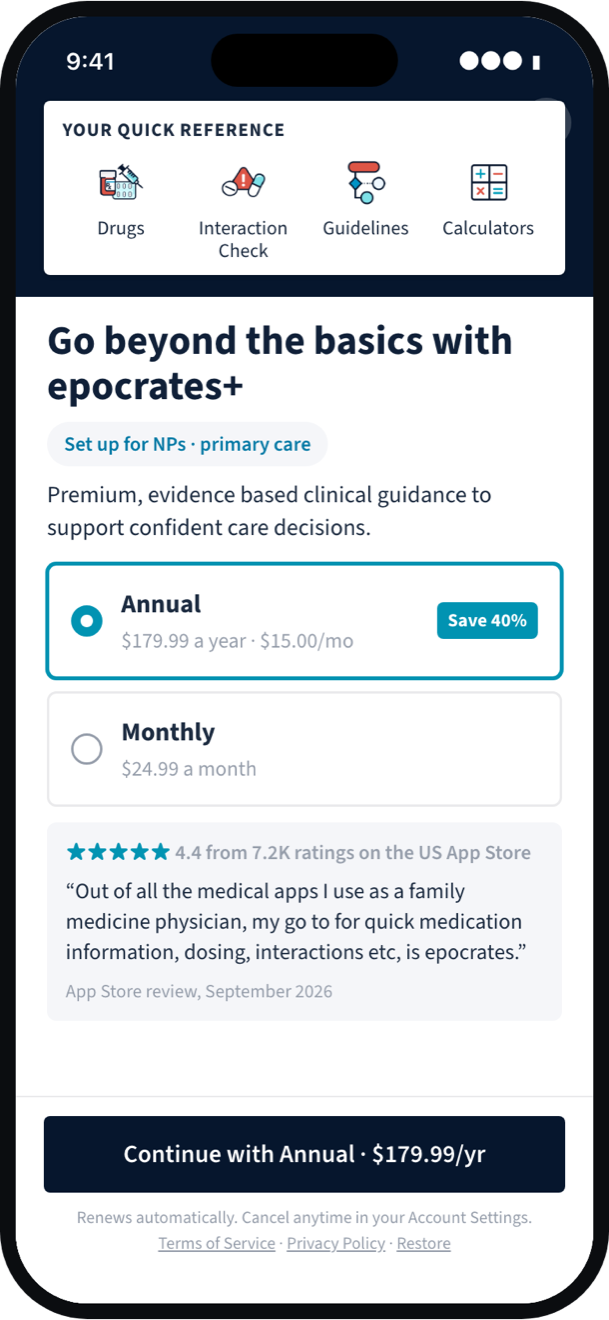 9:41
YOUR QUICK REFERENCE
Drugs
Interaction
Check
Guidelines
Calculators
Go beyond the basics with
epocrates+
Set up for NPs · primary care
Premium, evidence based clinical guidance to
support confident care decisions.
Annual
$179.99 a year · $15.00/mo
Save 40%
Monthly
$24.99 a month
★★★★★ 4.4 from 7.2K ratings on the US App Store
“Out of all the medical apps I use as a family
medicine physician, my go to for quick medication
information, dosing, interactions etc, is epocrates.”
App Store review, September 2026
Continue with Annual · $179.99/yr
Renews automatically. Cancel anytime in your Account Settings.
Terms of Service · Privacy Policy · Restore